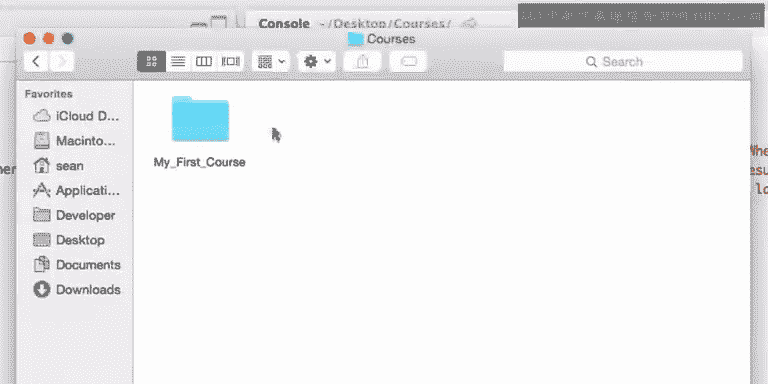 Console ~/Desktop/Courses/
Courses
Search
Favorites
iCloud D...
Macinto...
sean
Applicati...
Developer
Desktop
Documents
Downloads
My_First_Course